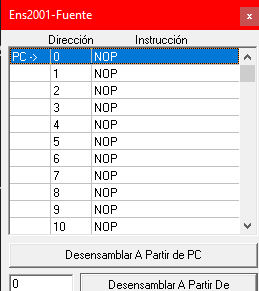 Ens2001-Fuente x
Dirección Instrucción
PC -> 0 NOP
1 NOP
2 NOP
3 NOP
4 NOP
5 NOP
6 NOP
7 NOP
8 NOP
9 NOP
10 NOP
Desensamblar A Partir de PC
0 Desensamblar A Partir De